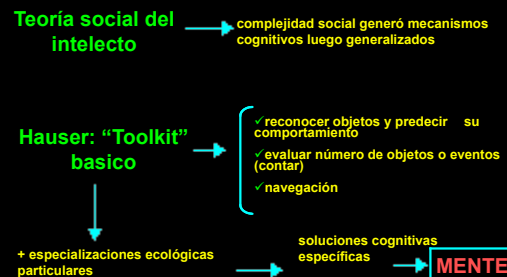 Teoría social del
intelecto
complejidad social generó mecanismos
cognitivos luego generalizados
Hauser: “Toolkit”
basico
✓reconocer objetos y predecir su
comportamiento
✓evaluar número de objetos o eventos
(contar)
✓navegación
+ especializaciones ecológicas
particulares
soluciones cognitivas
específicas
MENTE